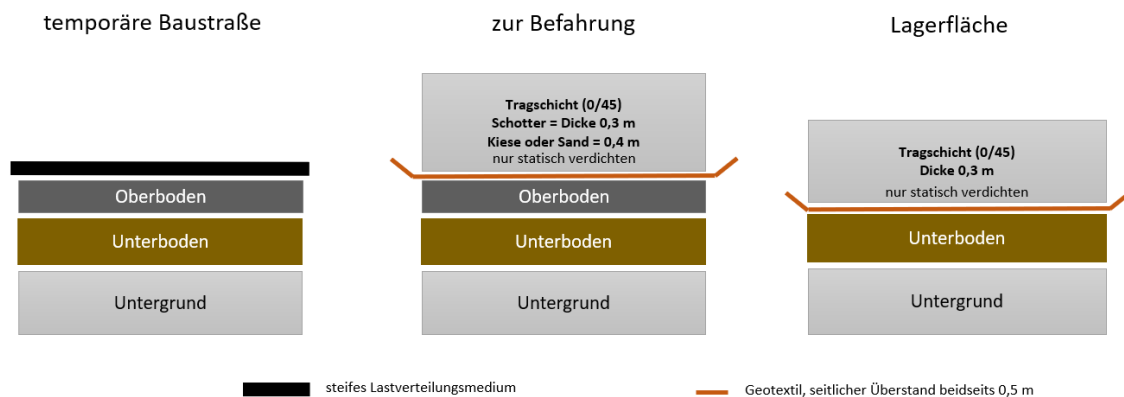 temporäre Baustraße
zur Befahrung
Lagerfläche
Oberboden
Unterboden
Untergrund
Tragschicht (0/45)
Schotter = Dicke 0,3 m
Kiese oder Sand = 0,4 m
nur statisch verdichten
Oberboden
Unterboden
Untergrund
Tragschicht (0/45)
Dicke 0,3 m
nur statisch verdichten
Unterboden
Untergrund
steifes Lastverteilungsmedium
Geotextil, seitlicher Überstand beidseits 0,5 m